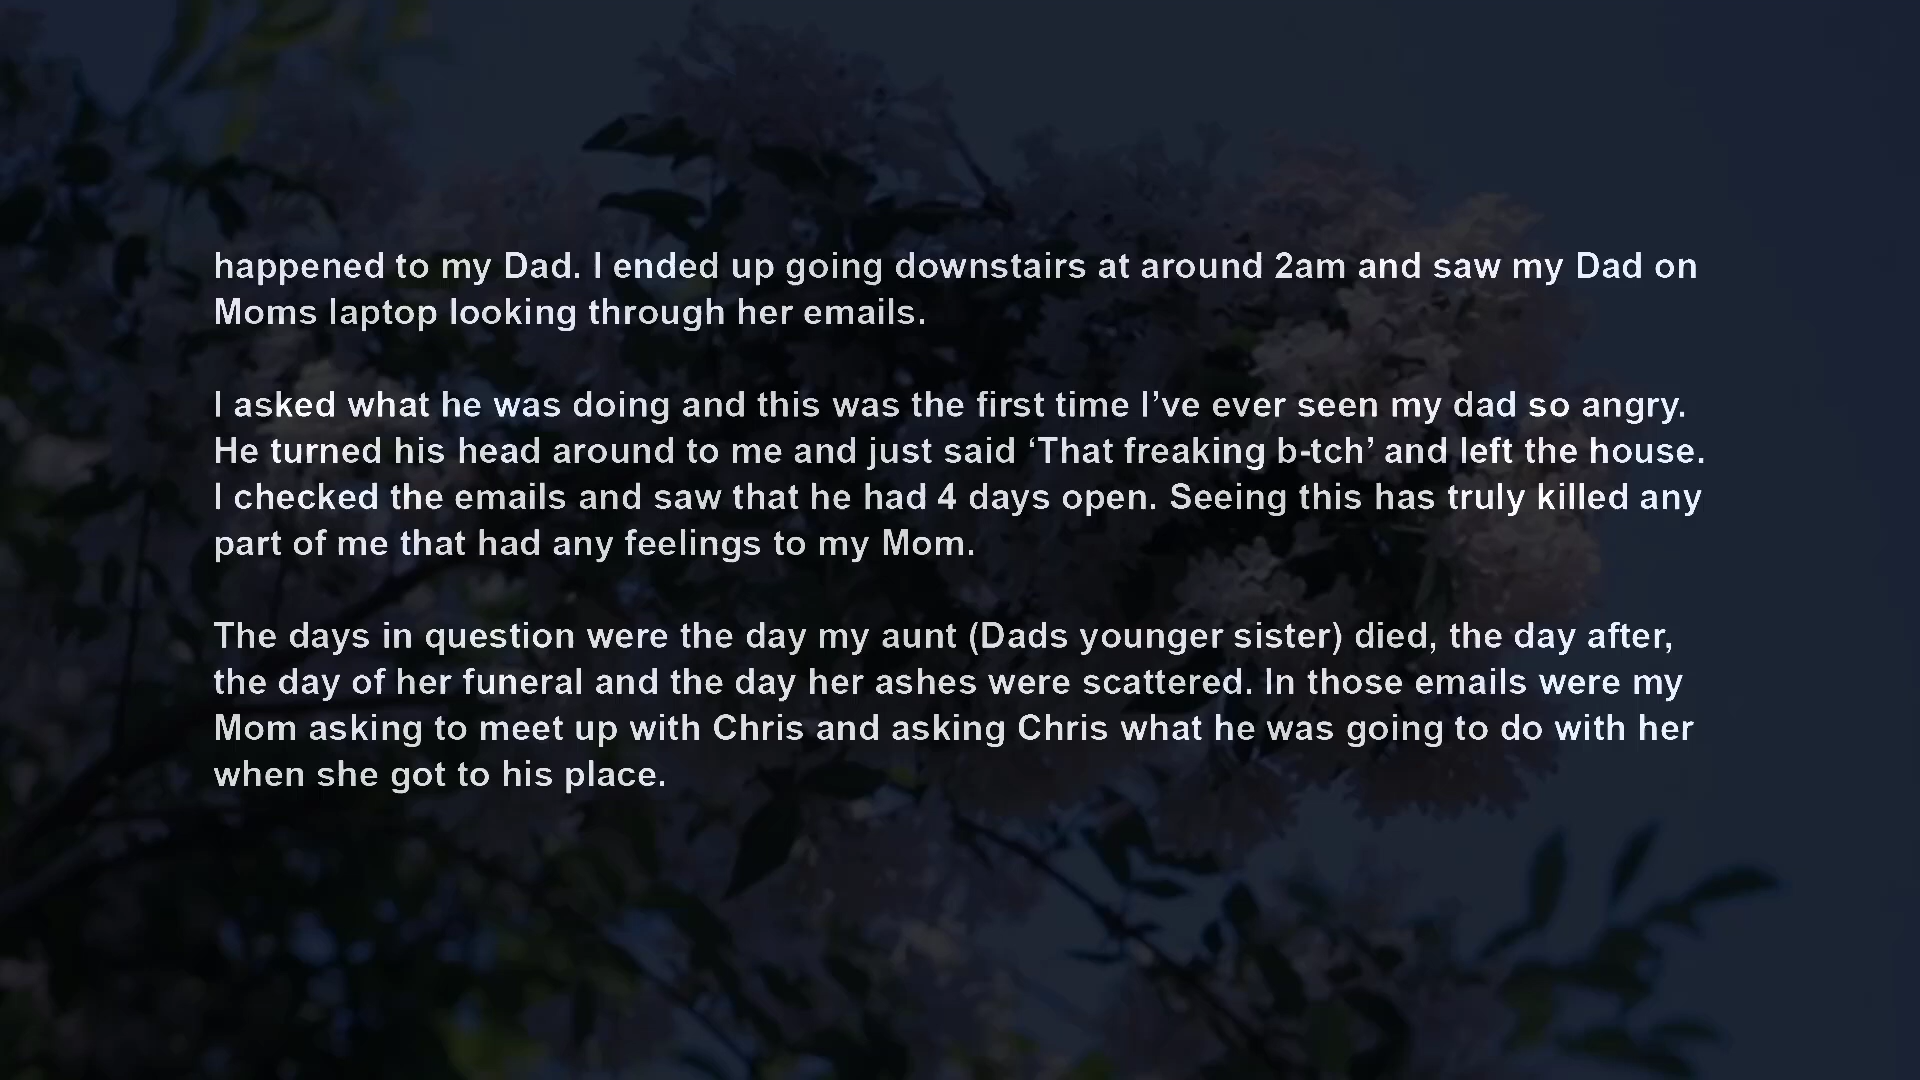 happened to my Dad. I ended up going downstairs at around 2am and saw my Dad on
Moms laptop looking through her emails.
I asked what he was doing and this was the first time I’ve ever seen my dad so angry.
He turned his head around to me and just said ‘That freaking b-tch’ and left the house.
I checked the emails and saw that he had 4 days open. Seeing this has truly killed any
part of me that had any feelings to my Mom.
The days in question were the day my aunt (Dads younger sister) died, the day after,
the day of her funeral and the day her ashes were scattered. In those emails were my
Mom asking to meet up with Chris and asking Chris what he was going to do with her
when she got to his place.